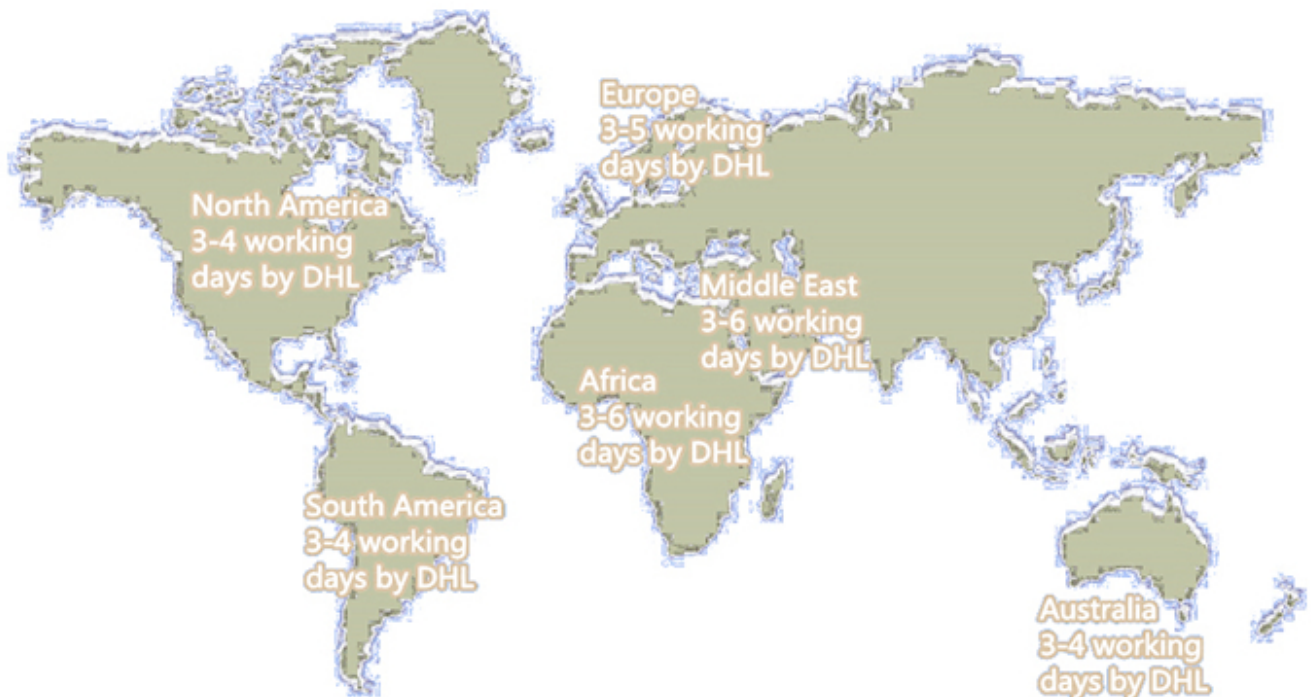 Europe
3-5 working
days by DHL
North America
3-4 working
days by DHL
Middle East
3-6 working
days by DHL
Africa
3-6 working
days by DHL
South America
3-4 working
days by DHL
Australia
3-4 working
days by DHL